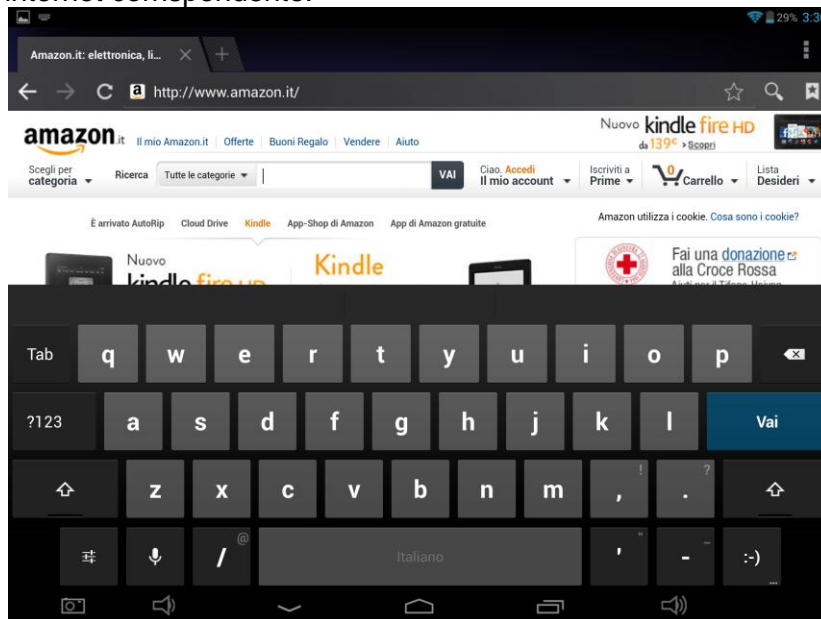 internet corrispondente.
29% 3:3
Amazon.it: elettronica, li...
http://www.amazon.it/
amazon.it Il mio Amazon.it Offerte Buoni Regalo Vendere Aiuto
Nuovo kindle fire HD
da 139€ › Scopri
Scegli per categoria Ricerca Tutte le categorie VAI Ciao. Accedi Il mio account Iscriviti a Prime 0 Carrello Lista Desideri
È arrivato AutoRip Cloud Drive Kindle App-Shop di Amazon App di Amazon gratuite
Amazon utilizza i cookie. Cosa sono i cookie?
Nuovo
kindle fire HD
Kindle
Fai una donazione
alla Croce Rossa
Tab q w e r t y u i o p
?123 a s d f g h j k l Vai
z x c v b n m , ! . ?
/ @ Italiano ' " - _ :-)